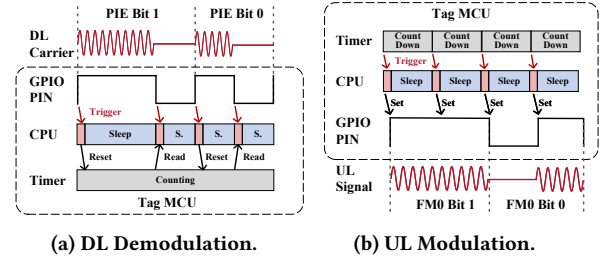 PIE Bit 1 PIE Bit 0
DL
Carrier
GPIO
PIN
Trigger
CPU Sleep S. S. S.
Reset Read Reset Read
Timer Counting
Tag MCU
(a) DL Demodulation.
Tag MCU
Timer Count Down Count Down Count Down Count Down
Trigger
CPU Sleep Sleep Sleep Sleep
Set Set Set Set
GPIO
PIN
UL
Signal
FM0 Bit 1 FM0 Bit 0
(b) UL Modulation.